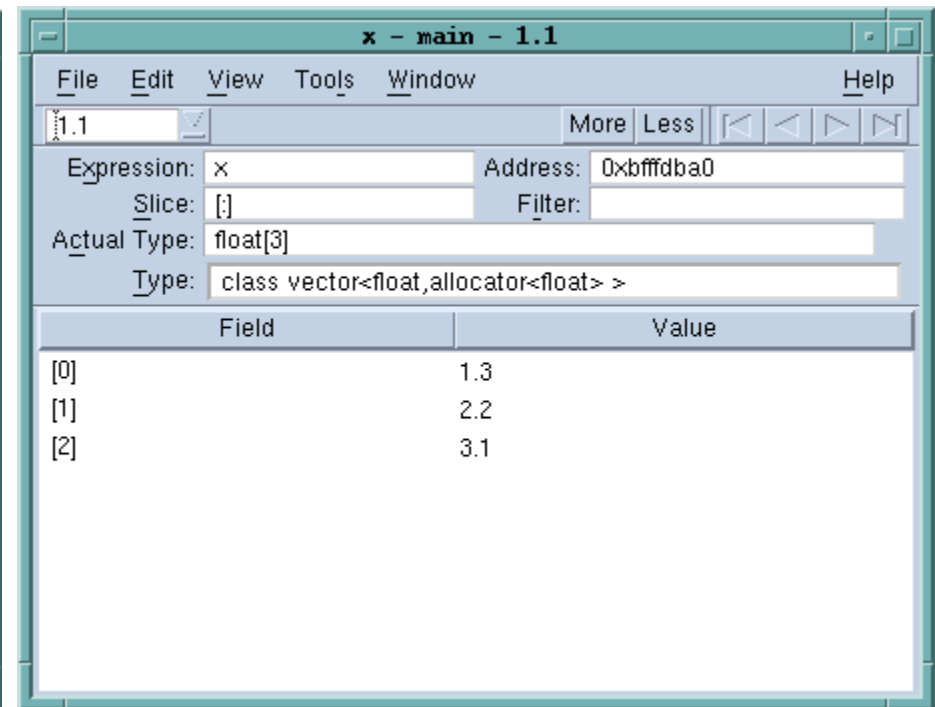 x - main - 1.1
File Edit View Tools Window Help
1.1 More Less
Expression: x Address: 0xbfffdba0
Slice: [:] Filter:
Actual Type: float[3]
Type: class vector<float,allocator<float> >
Field Value
[0] 1.3
[1] 2.2
[2] 3.1